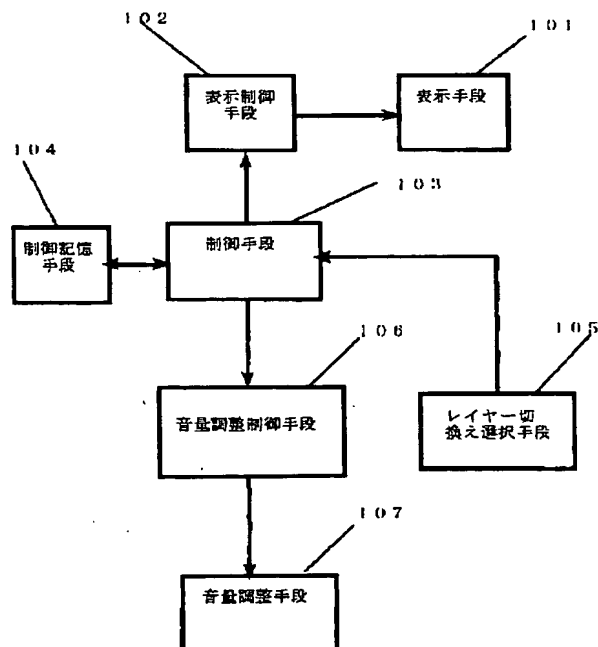 102
101
表示制御
手段
表示手段
104
103
制御記憶
手段
制御手段
106
105
音量調整制御手段
レイヤー切
換え選択手段
107
音量調整手段